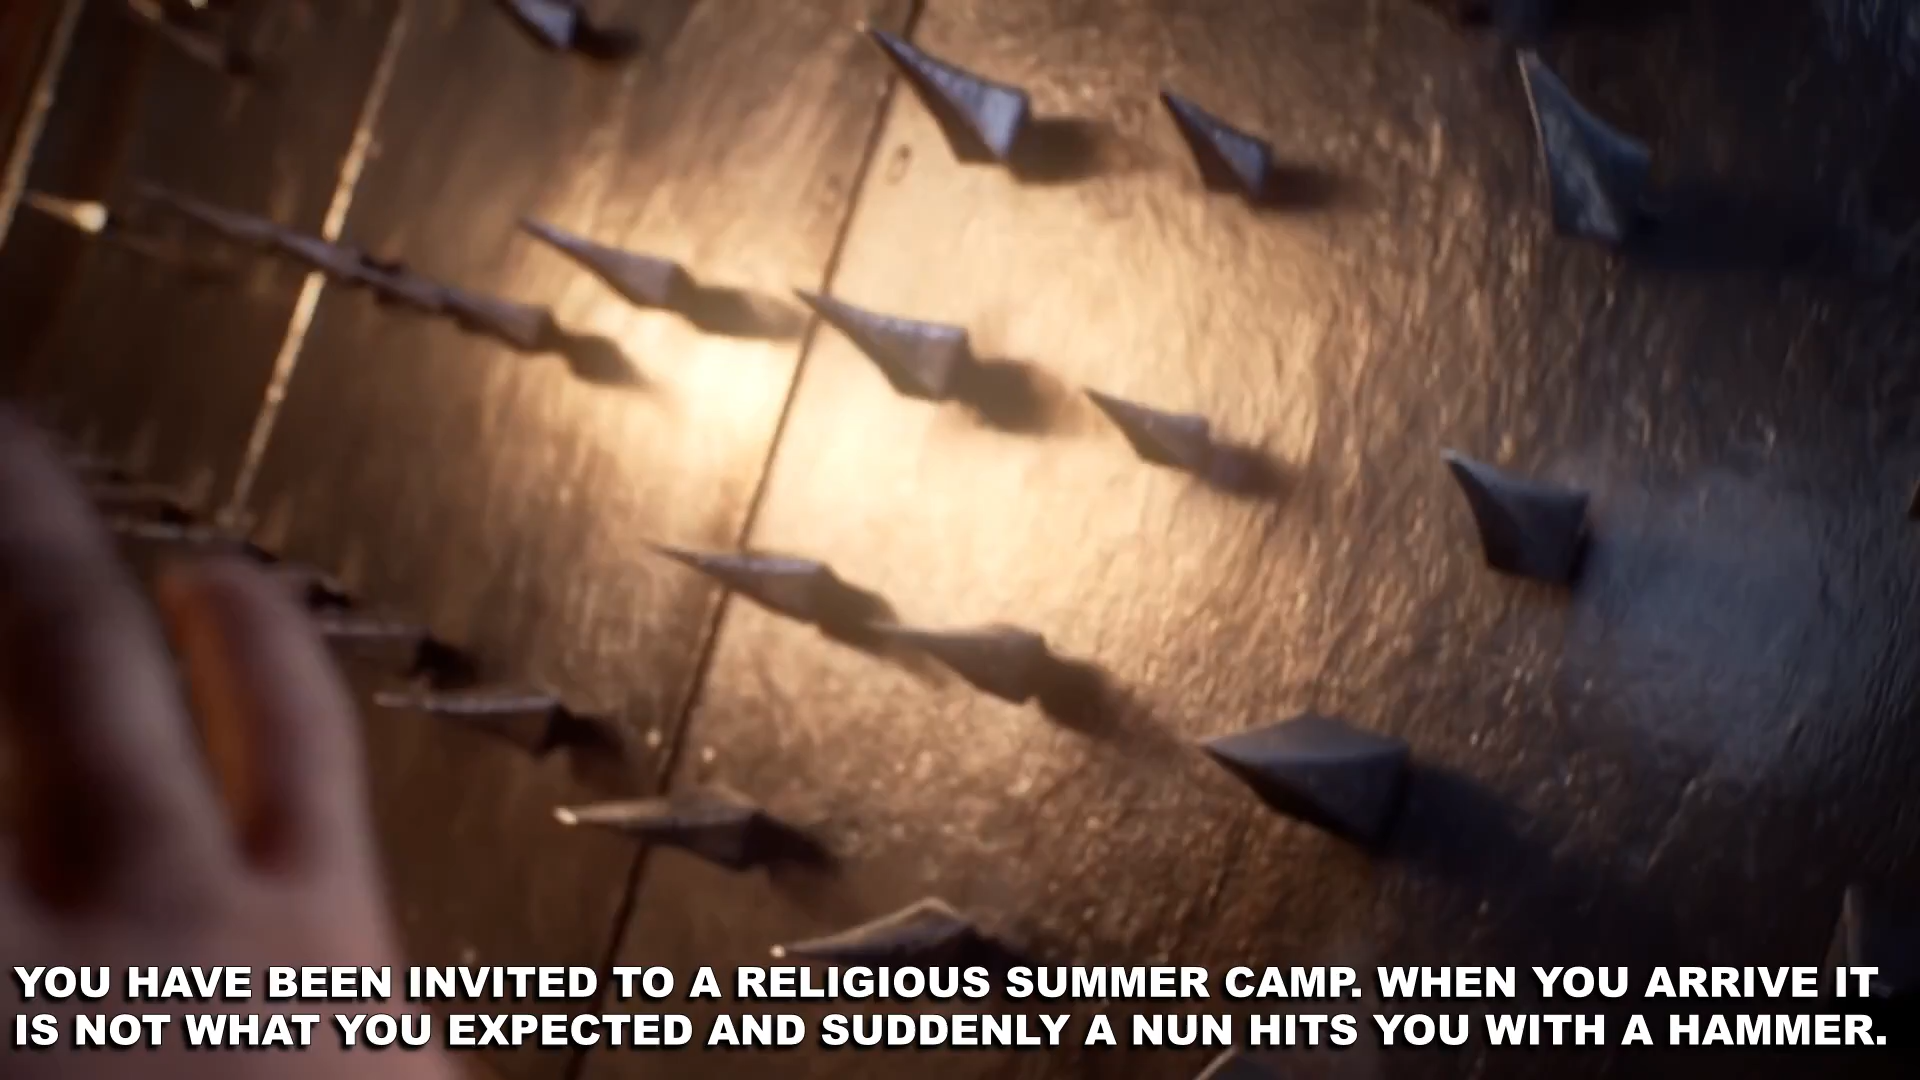 YOU HAVE BEEN INVITED TO A RELIGIOUS SUMMER CAMP. WHEN YOU ARRIVE IT
IS NOT WHAT YOU EXPECTED AND SUDDENLY A NUN HITS YOU WITH A HAMMER.